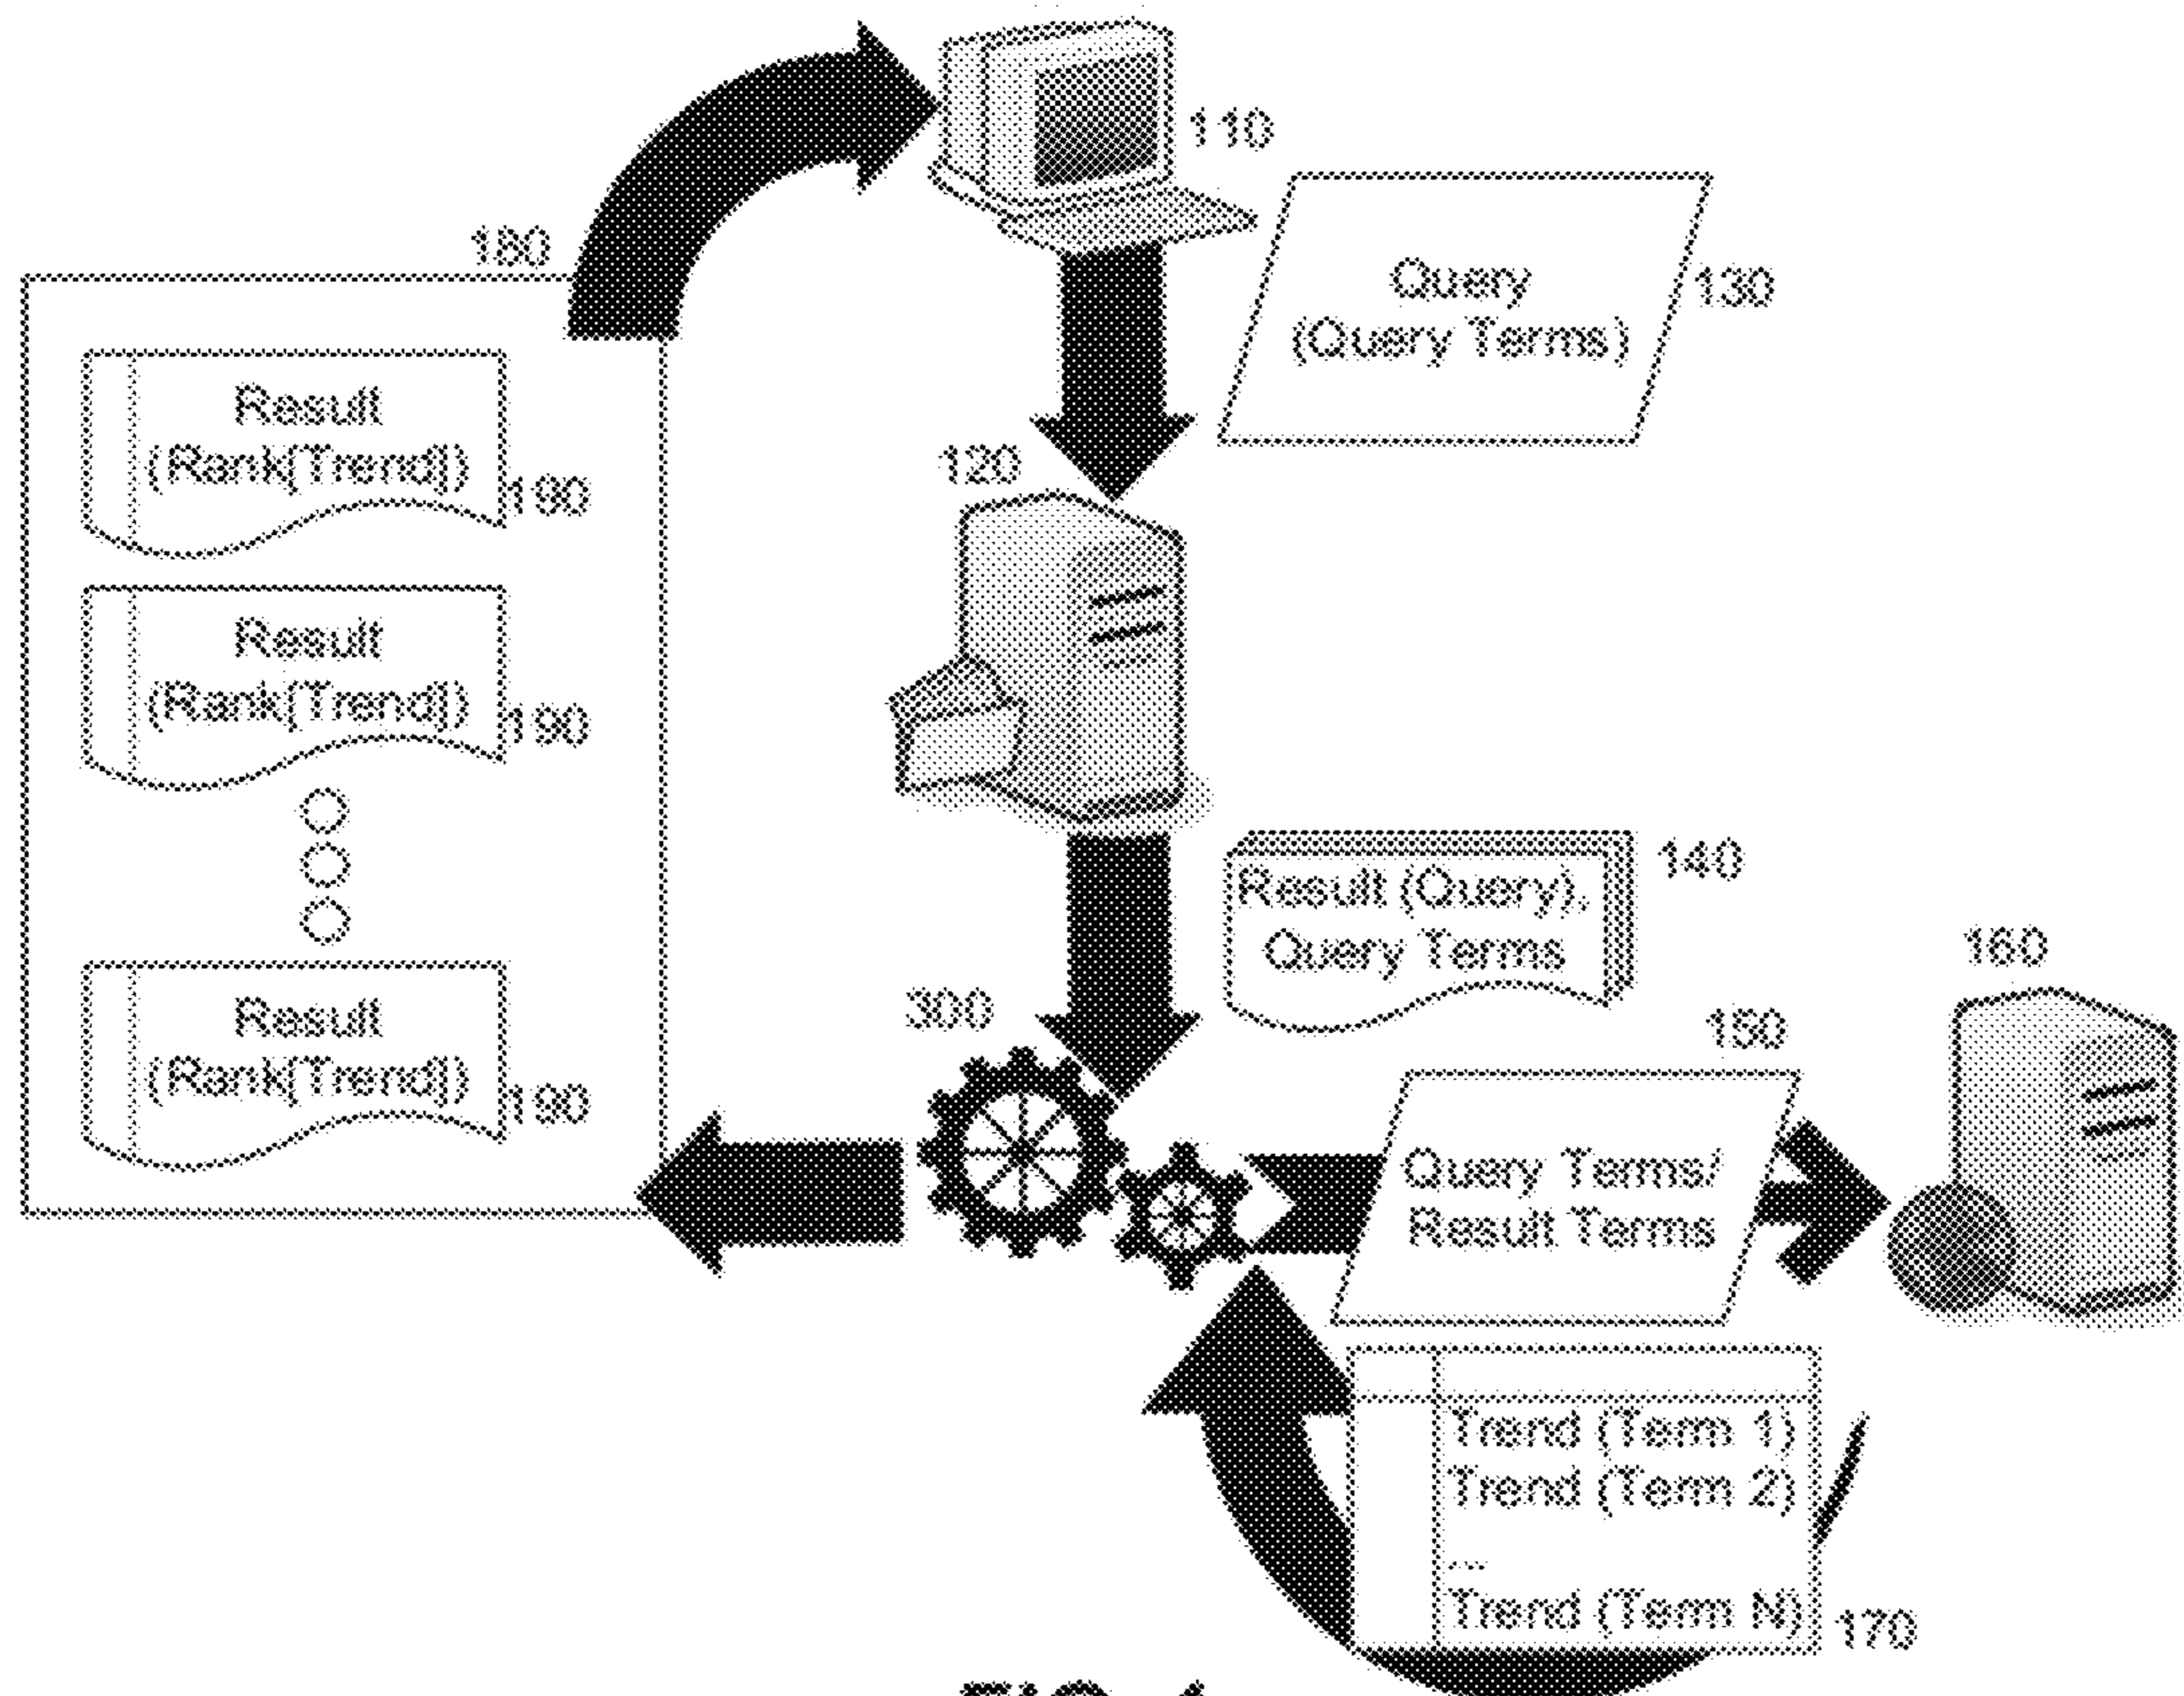 110
180
Query
(Query Terms)
130
Result
(Rank[Trend])
190
120
Result
(Rank[Trend])
190
140
Result (Query),
Query Terms
160
Result
(Rank[Trend])
190
300
150
Query Terms/
Result Terms
Trend (Term 1)
Trend (Term 2)
...
Trend (Term N)
170